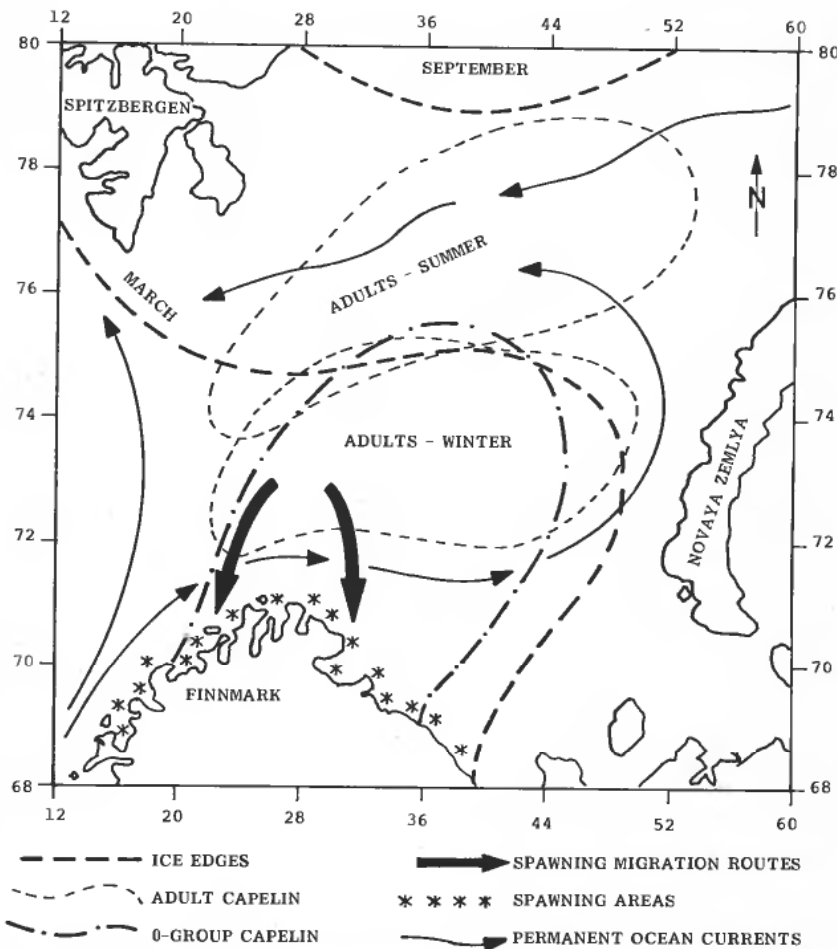 12 20 28 36 44 52 60
80 80
SEPTEMBER
SPITZBERGEN
78 78
N
ADULTS - SUMMER
MARCH
76 76
74 74
ADULTS - WINTER
NOVAYA ZEMLYA
72 72
70 70
FINNMARK
68 68
12 20 28 36 44 52 60
ICE EDGES SPAWNING MIGRATION ROUTES
ADULT CAPELIN SPAWNING AREAS
0-GROUP CAPELIN PERMANENT OCEAN CURRENTS